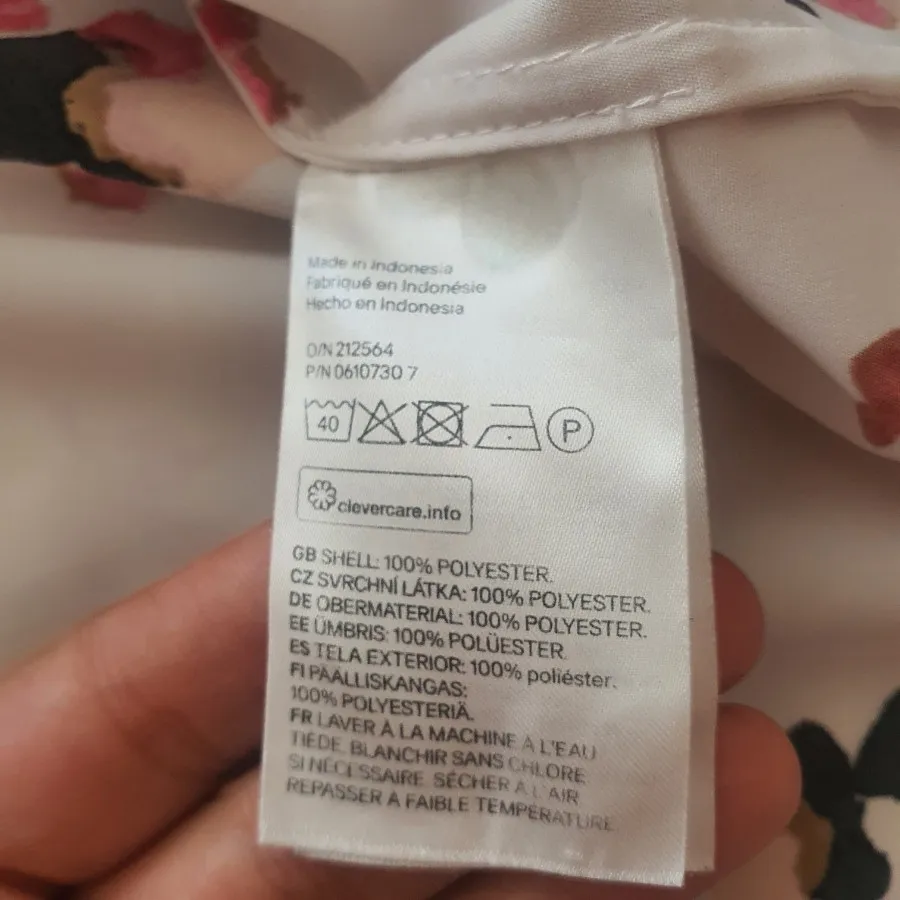 Made in Indonesia
Fabriqué en Indonésie
Hecho en Indonesia
O/N 212564
P/N 0610730 7
40
P
clevercare.info
GB SHELL: 100% POLYESTER.
CZ SVRCHNÍ LÁTKA: 100% POLYESTER.
DE OBERMATERIAL: 100% POLYESTER.
EE ÜMBRIS: 100% POLÜESTER.
ES TELA EXTERIOR: 100% poliéster.
FI PÄÄLLISKANGAS:
100% POLYESTERIÄ.
FR LAVER À LA MACHINE À L'EAU
TIÈDE. BLANCHIR SANS CHLORE
SI NÉCESSAIRE. SÉCHER À L'AIR
REPASSER À FAIBLE TEMPÉRATURE